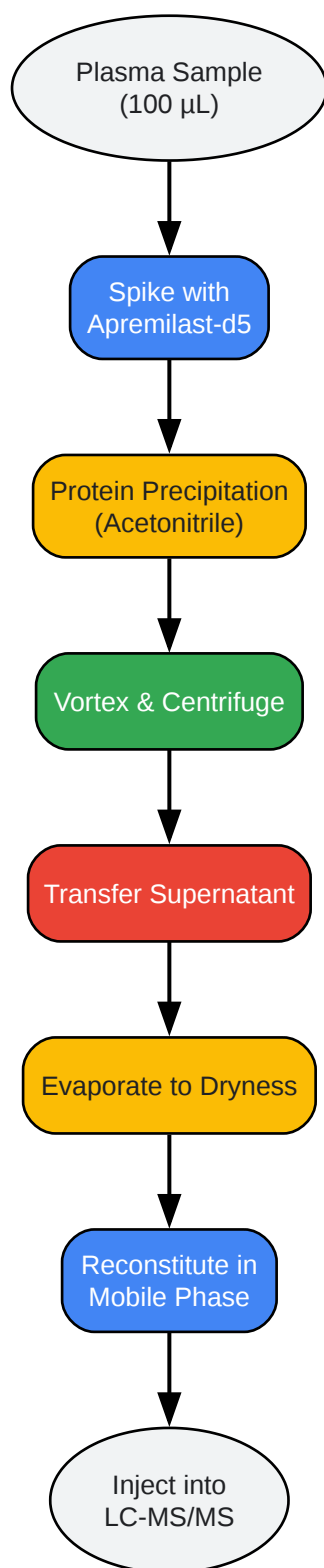 Plasma Sample
(100 µL)
Spike with
Apremilast-d5
Protein Precipitation
(Acetonitrile)
Vortex & Centrifuge
Transfer Supernatant
Evaporate to Dryness
Reconstitute in
Mobile Phase
Inject into
LC-MS/MS